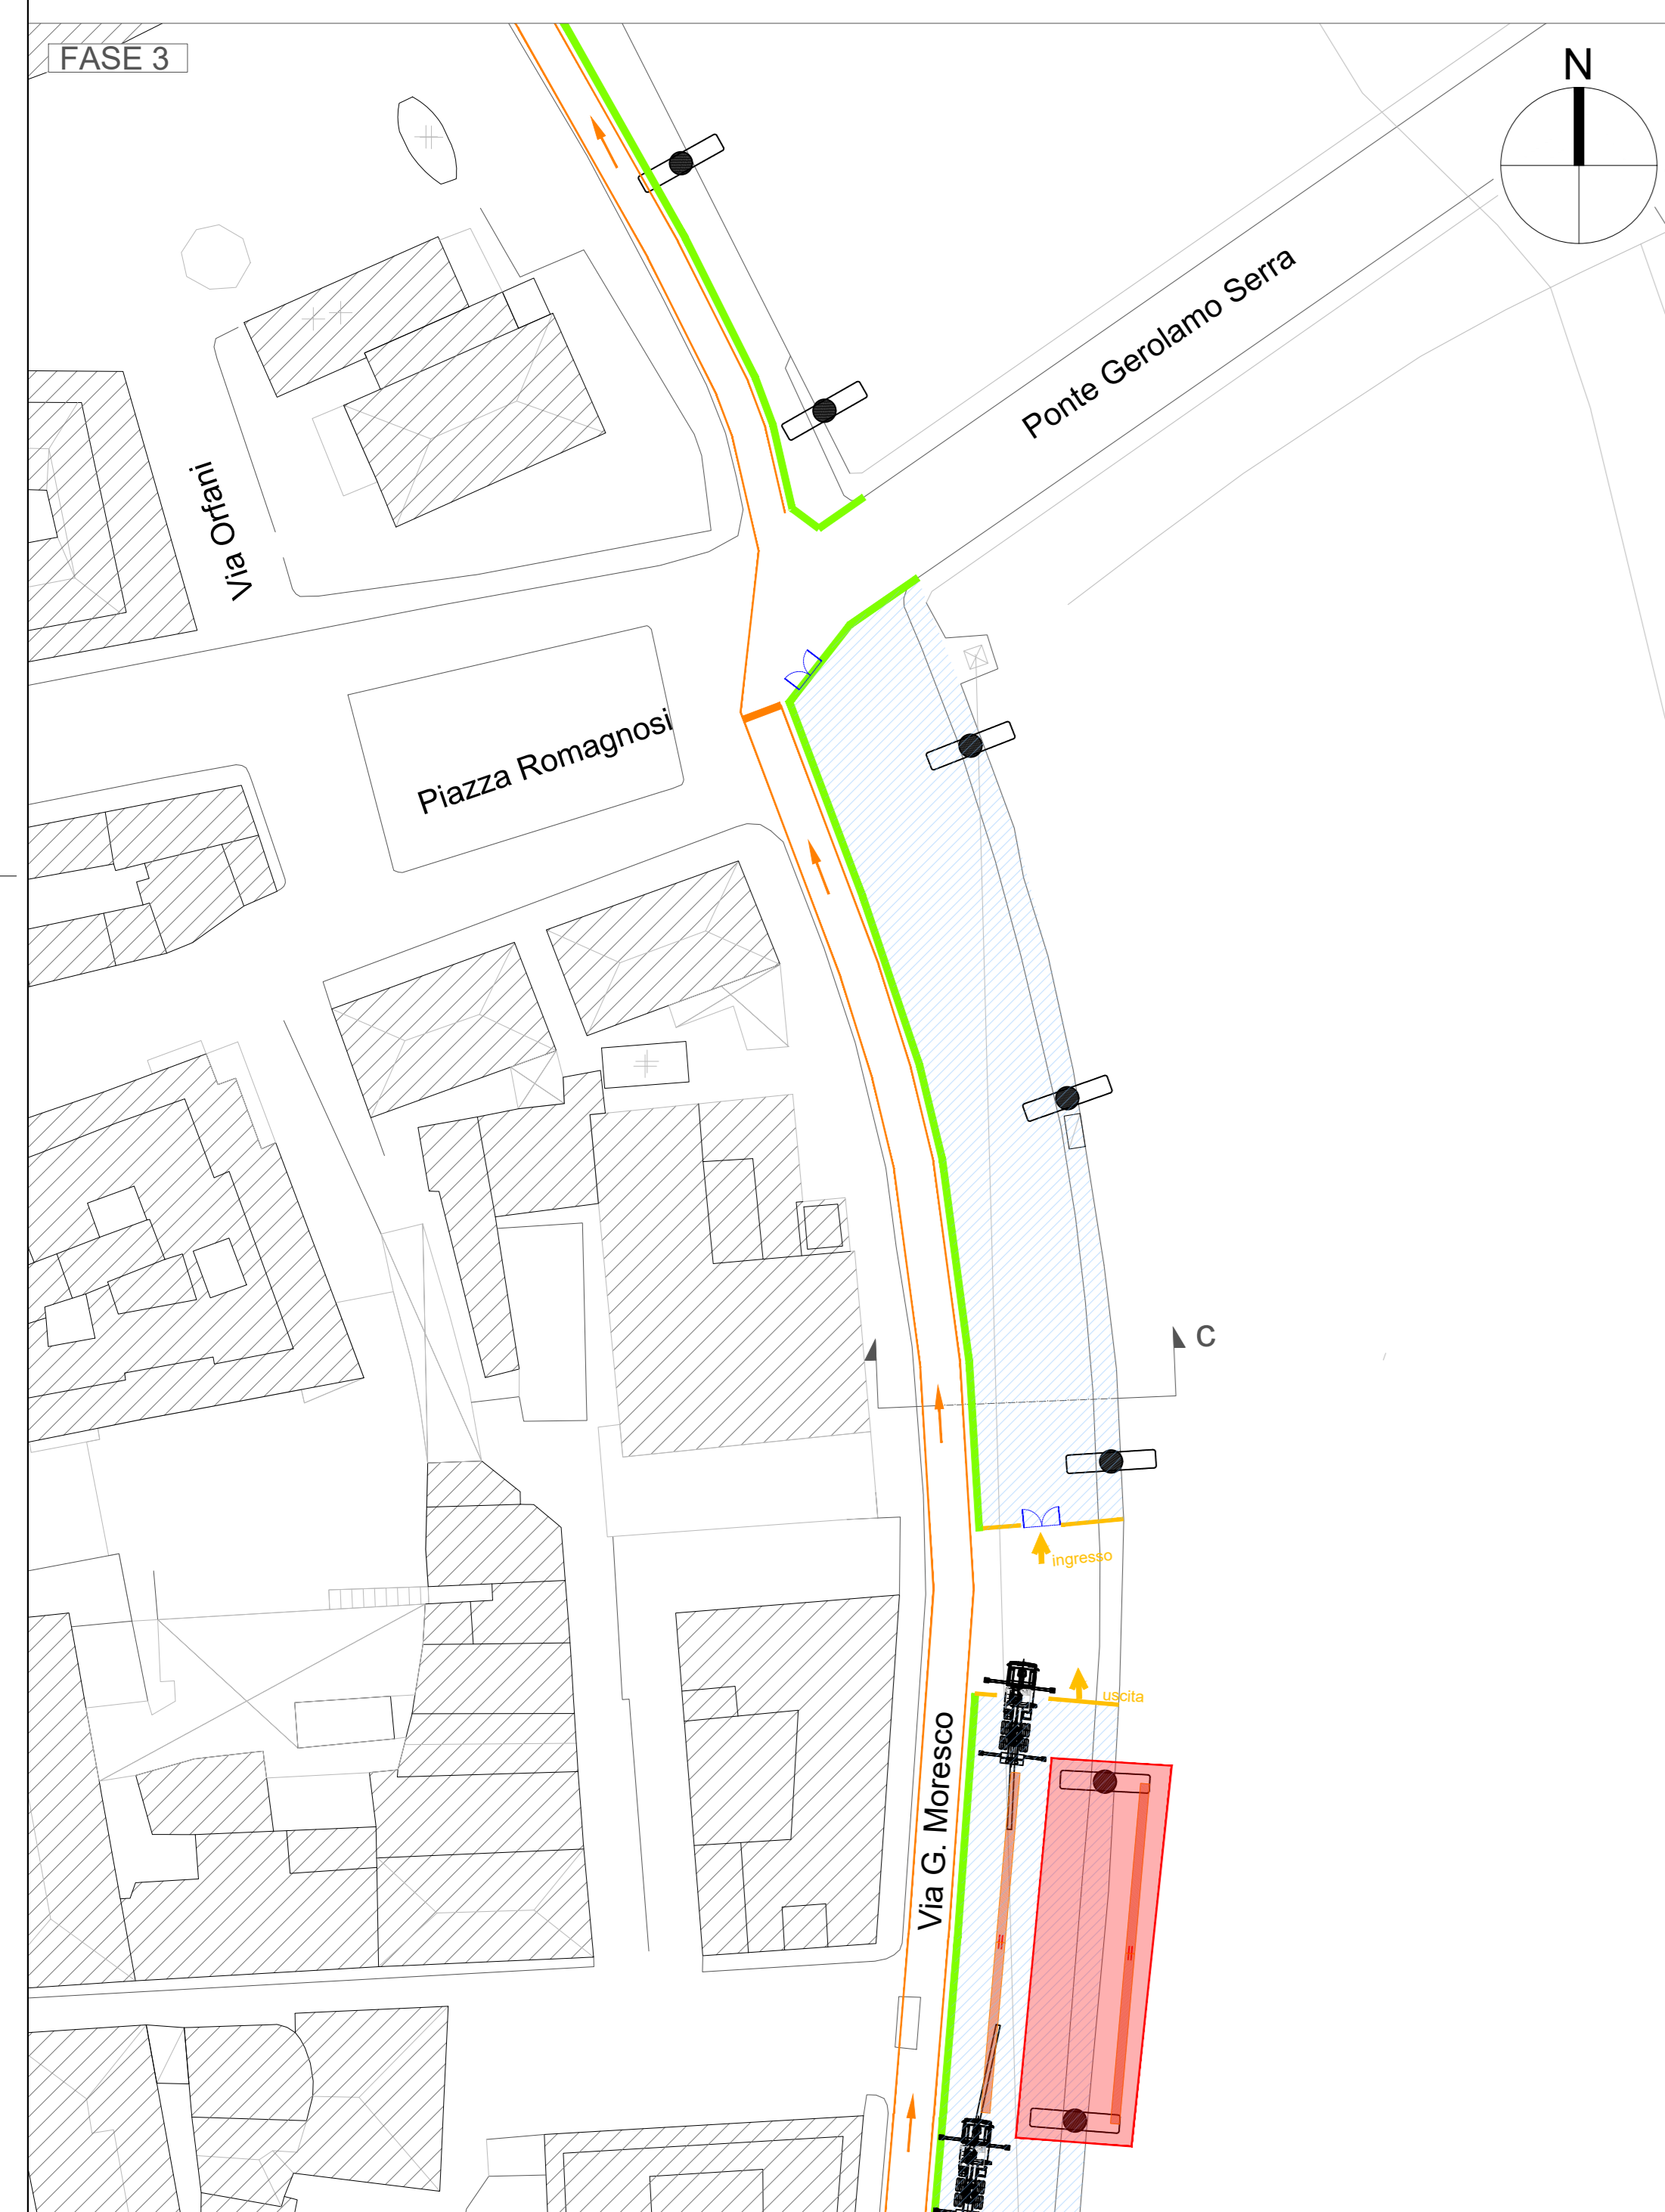 FASE 3
N
Ponte Gerolamo Serra
Via Orfani
Piazza Romagnosi
C
ingresso
uscita
Via G. Moresco